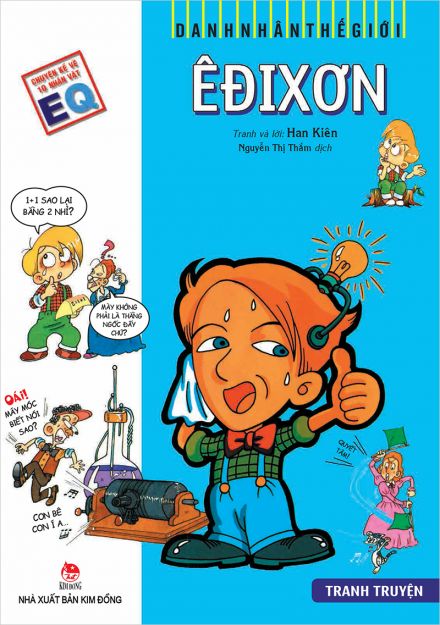 DANH NHÂN THẾ GIỚI
CHUYỆN KỂ VỀ
10 NHÂN VẬT
EQ
ÊĐIXƠN
Tranh và lời: Han Kiên
Nguyễn Thị Thắm dịch
1+1 SAO LẠI
BẰNG 2 NHỈ?
MÀY KHÔNG
PHẢI LÀ THẰNG
NGỐC ĐẤY
CHỨ?
OÁI!
MÁY MÓC
BIẾT NÓI
SAO?
CON BÊ
CON Ị A..
QUYẾT
TÂM!
KIM ĐỒNG
NHÀ XUẤT BẢN KIM ĐỒNG
TRANH TRUYỆN